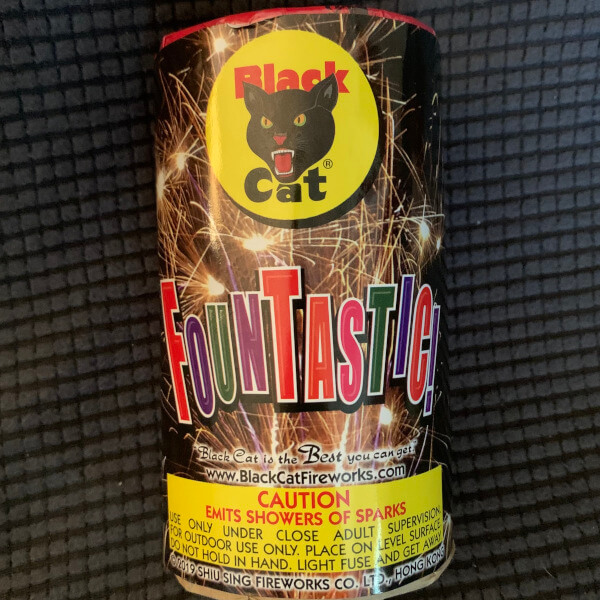 Black
Cat®
FOUNTASTIC!
"Black Cat is the Best you can get"
www.BlackCatFireworks.com
CAUTION
EMITS SHOWERS OF SPARKS
USE ONLY UNDER CLOSE ADULT SUPERVISION
FOR OUTDOOR USE ONLY. PLACE ON LEVEL SURFACE
DO NOT HOLD IN HAND. LIGHT FUSE AND GET AWAY
©2019 SHIU SING FIREWORKS CO. LTD., HONG KONG